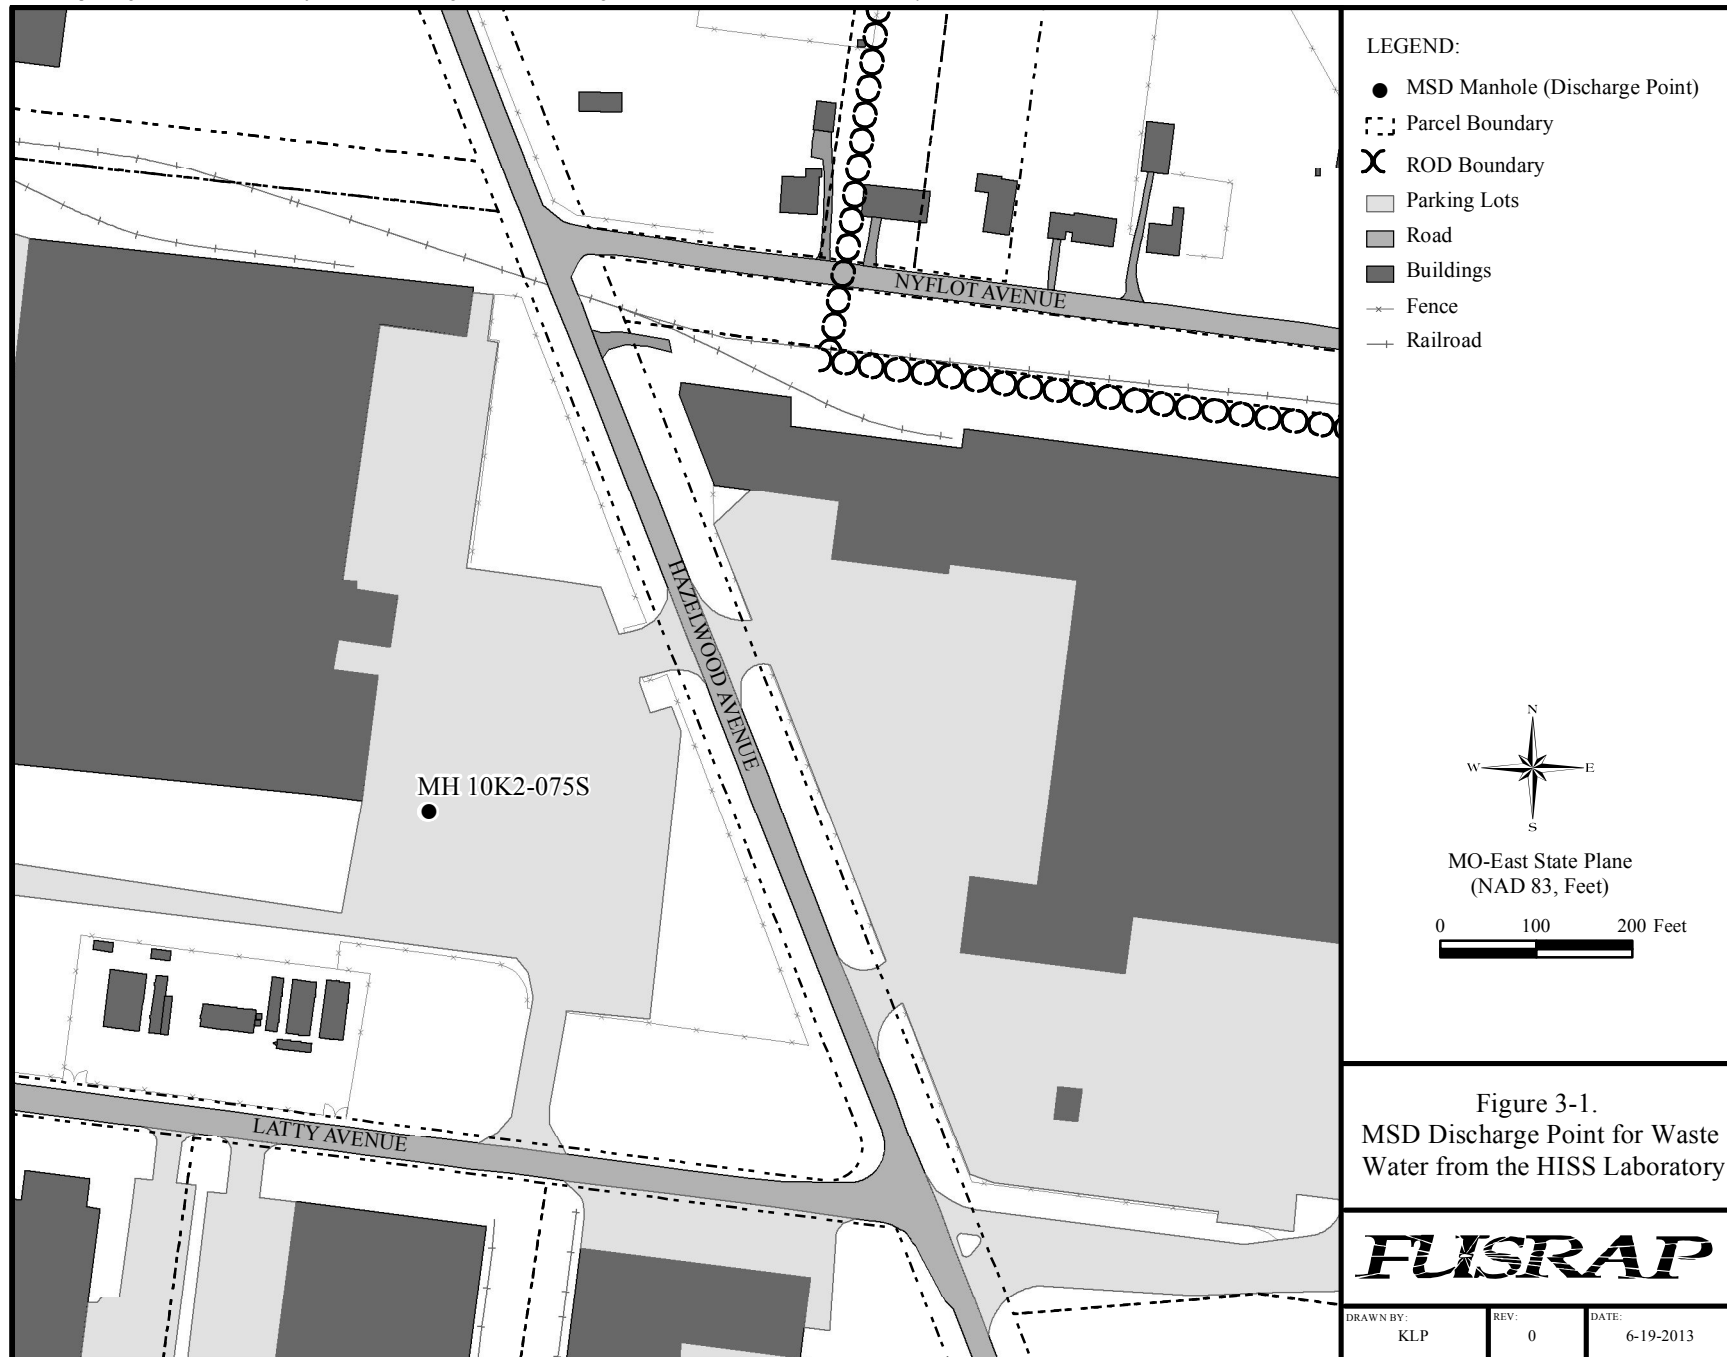 NYFLOT AVENUE
HAZELWOOD AVENUE
MH 10K2-075S
LATTY AVENUE
LEGEND:
MSD Manhole (Discharge Point)
Parcel Boundary
ROD Boundary
Parking Lots
Road
Buildings
Fence
Railroad
N
W E
S
MO-East State Plane
(NAD 83, Feet)
0 100 200 Feet
Figure 3-1.
MSD Discharge Point for Waste
Water from the HISS Laboratory
FUSRAP
DRAWN BY: REV: DATE:
KLP 0 6-19-2013